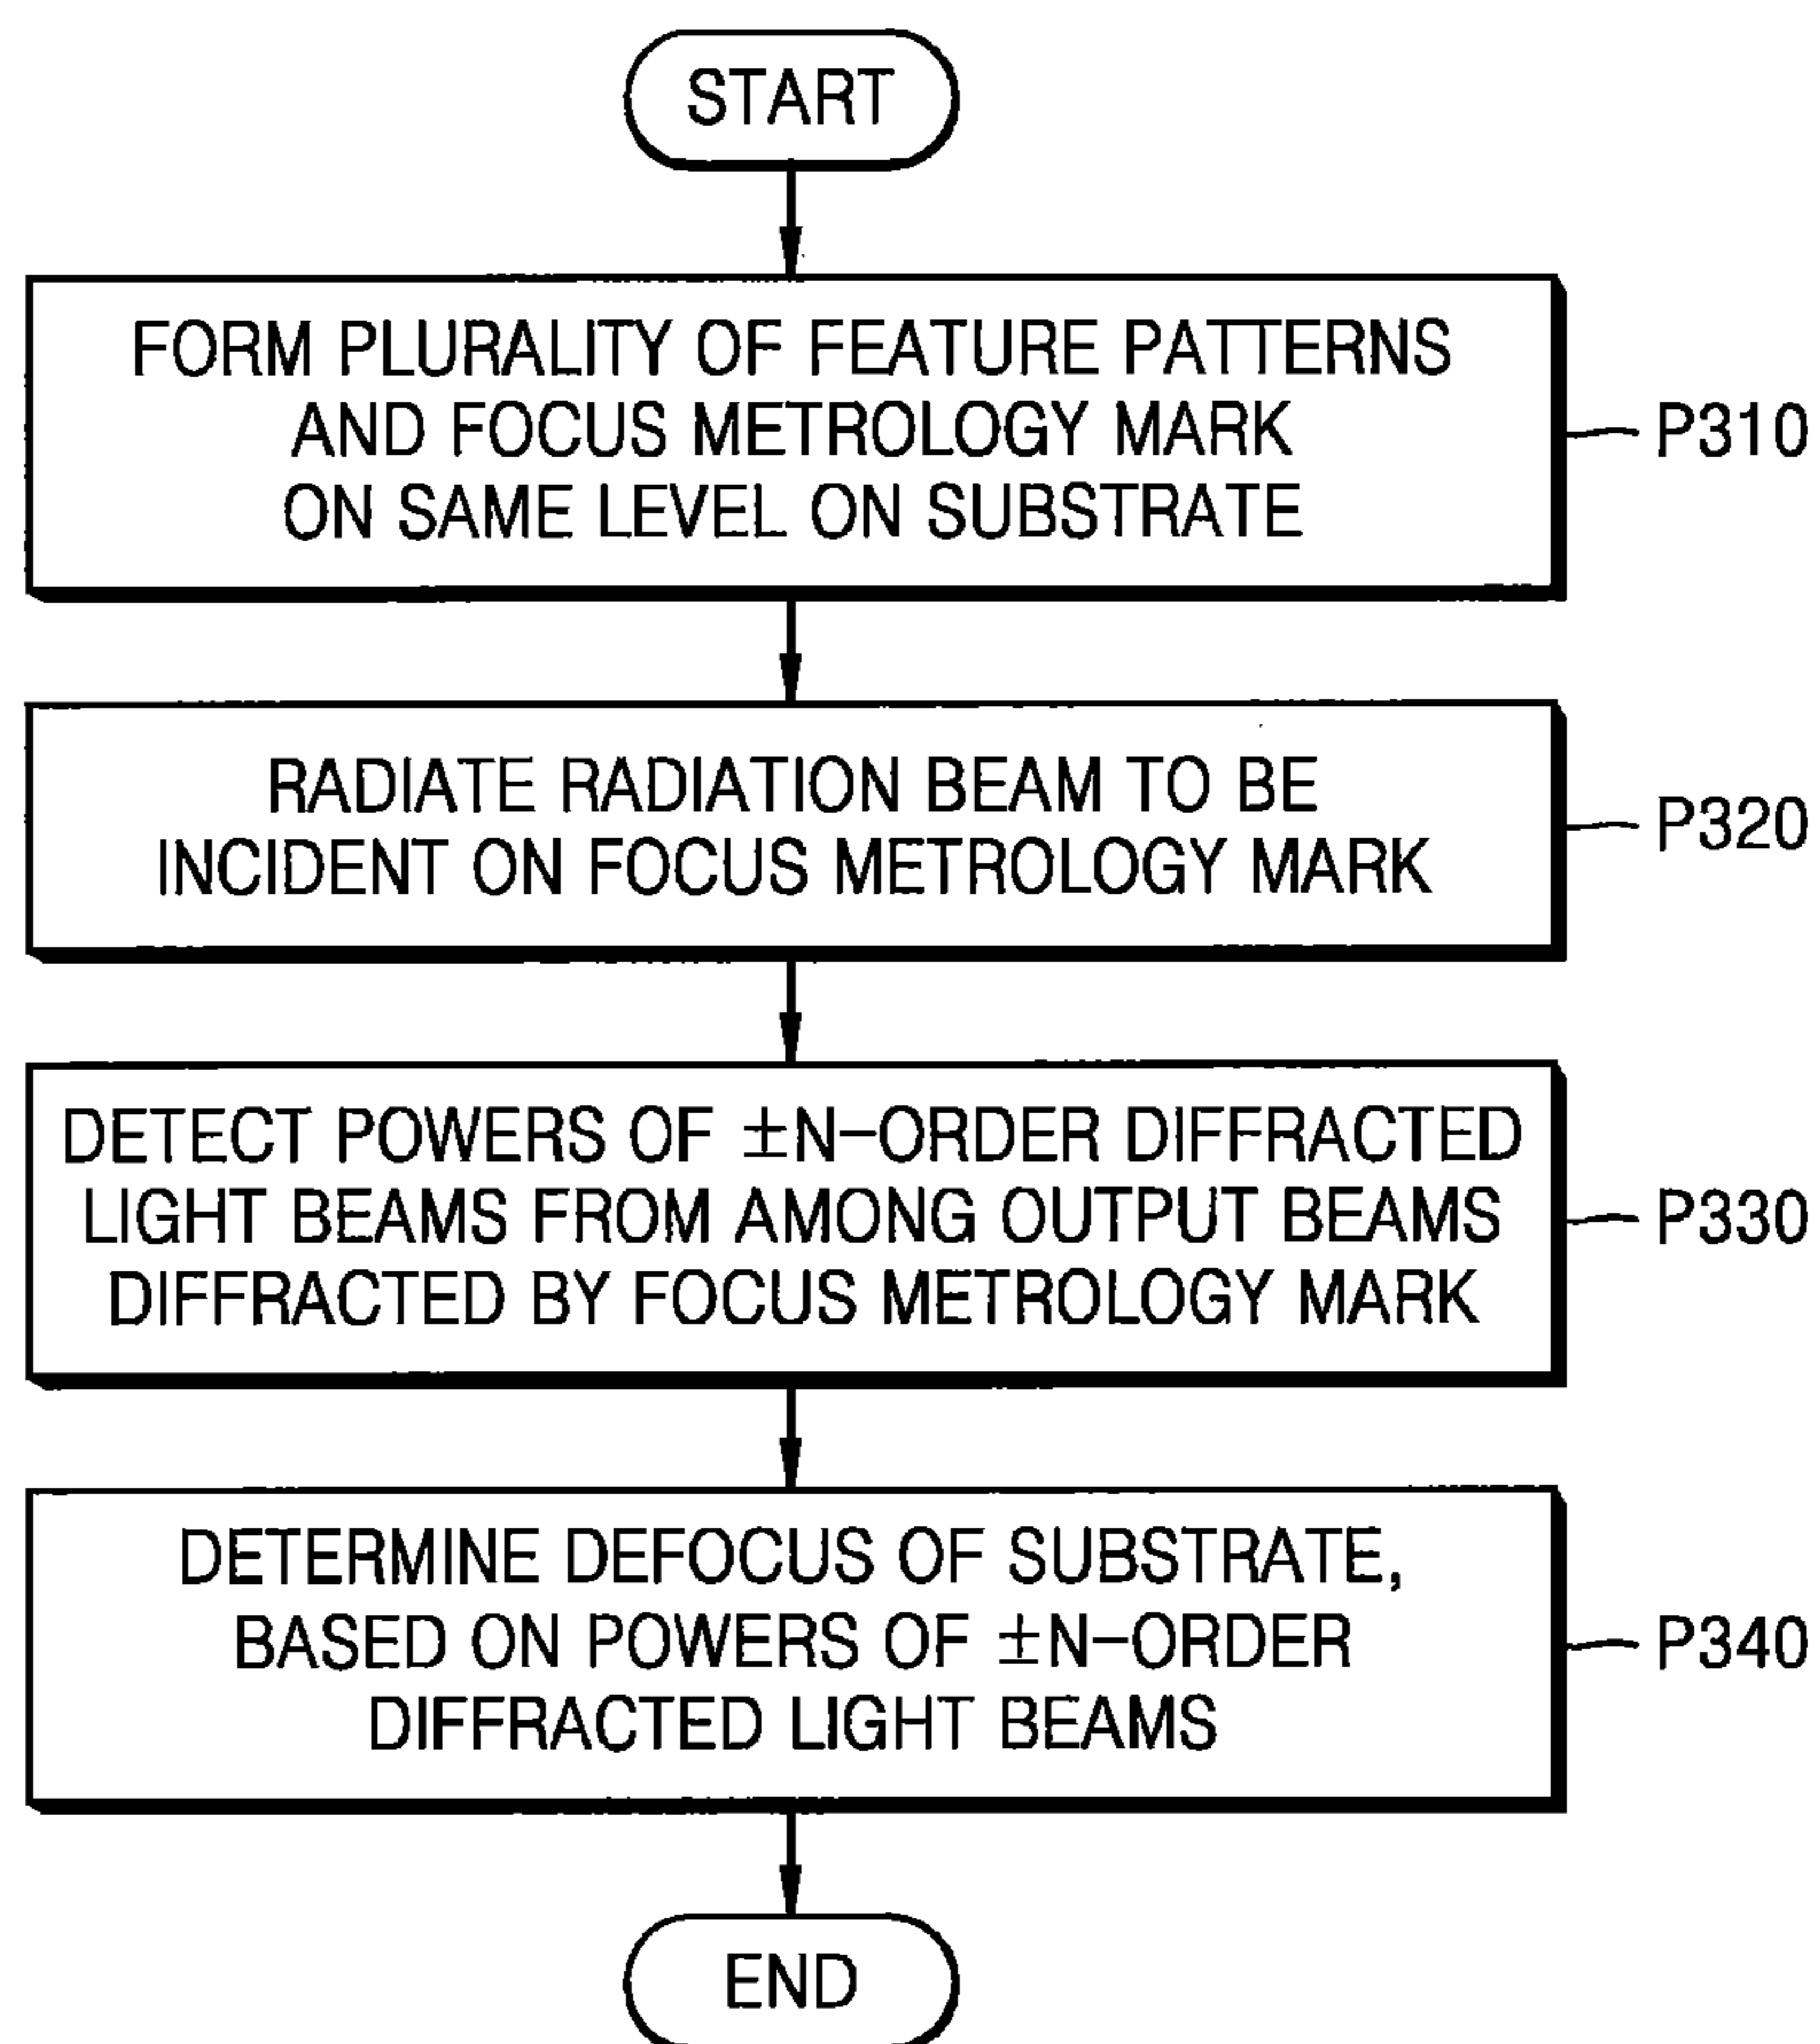 START
FORM PLURALITY OF FEATURE PATTERNS
AND FOCUS METROLOGY MARK
ON SAME LEVEL ON SUBSTRATE
P310
RADIATE RADIATION BEAM TO BE
INCIDENT ON FOCUS METROLOGY MARK
P320
DETECT POWERS OF ±N-ORDER DIFFRACTED
LIGHT BEAMS FROM AMONG OUTPUT BEAMS
DIFFRACTED BY FOCUS METROLOGY MARK
P330
DETERMINE DEFOCUS OF SUBSTRATE,
BASED ON POWERS OF ±N-ORDER
DIFFRACTED LIGHT BEAMS
P340
END